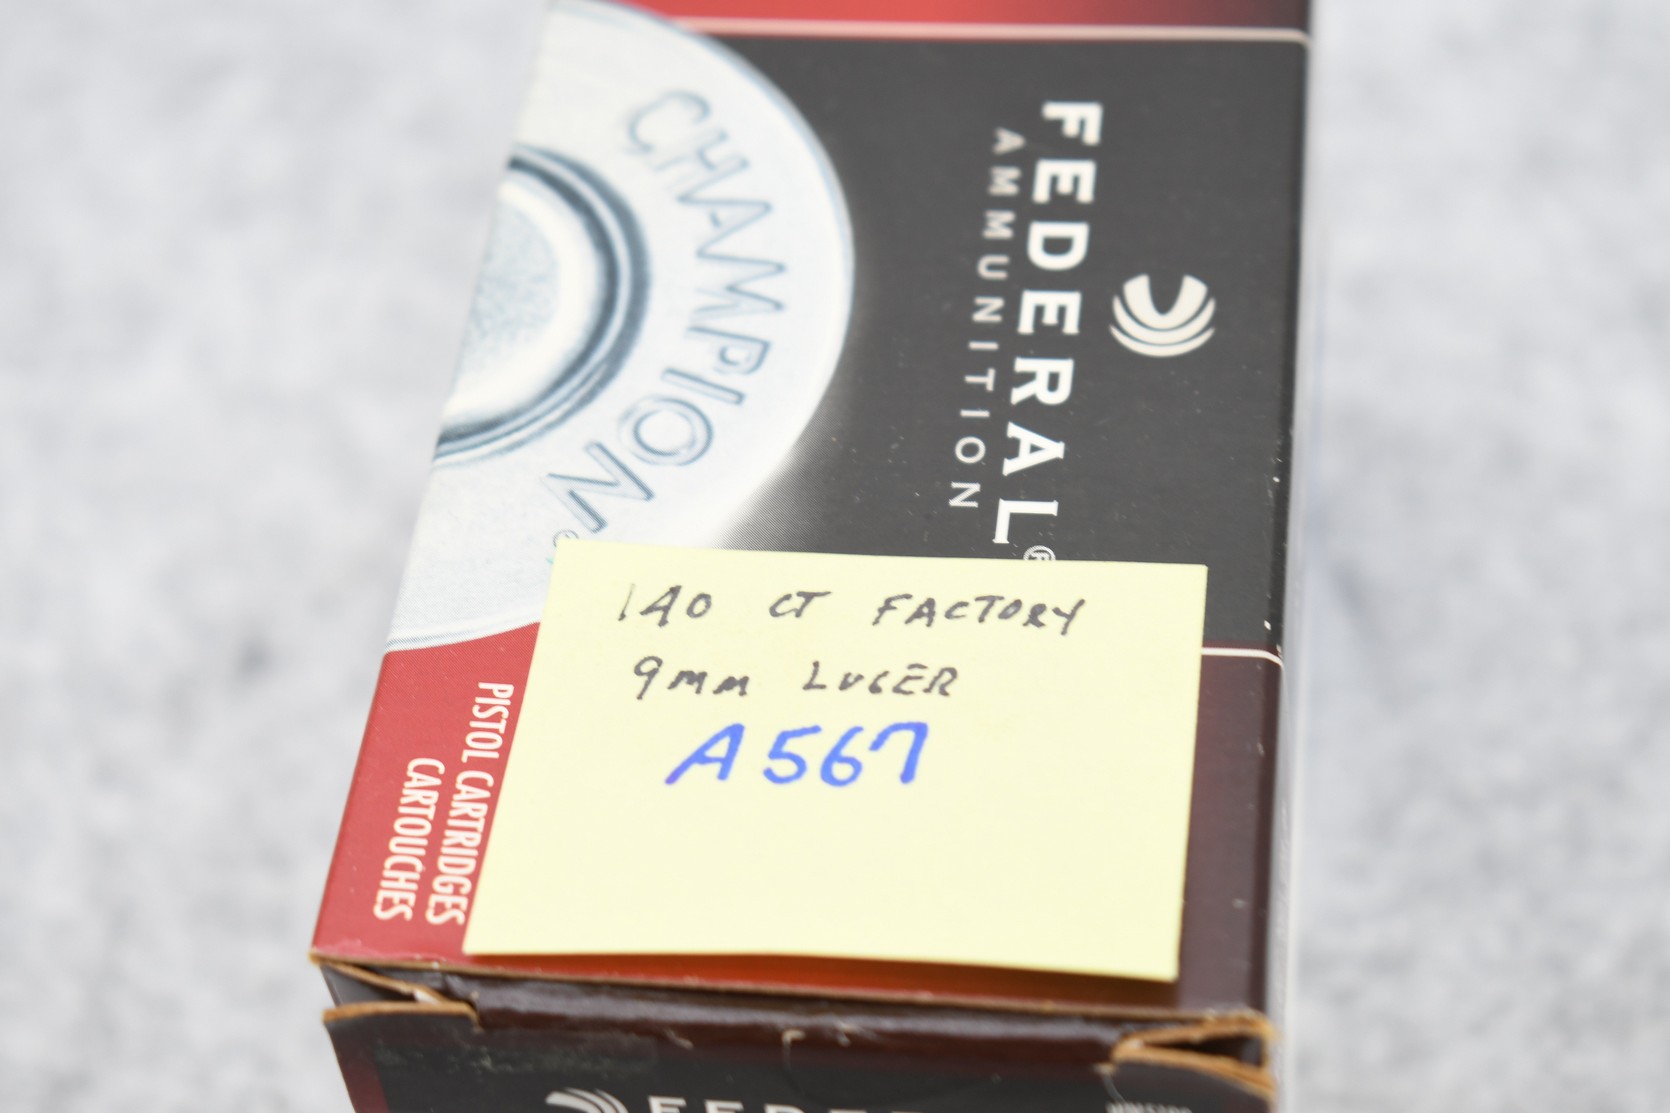 CHAMPION
FEDERAL®
AMMUNITION
140 CT FACTORY
9mm LUGER
A567
PISTOL CARTRIDGES
CARTOUCHES